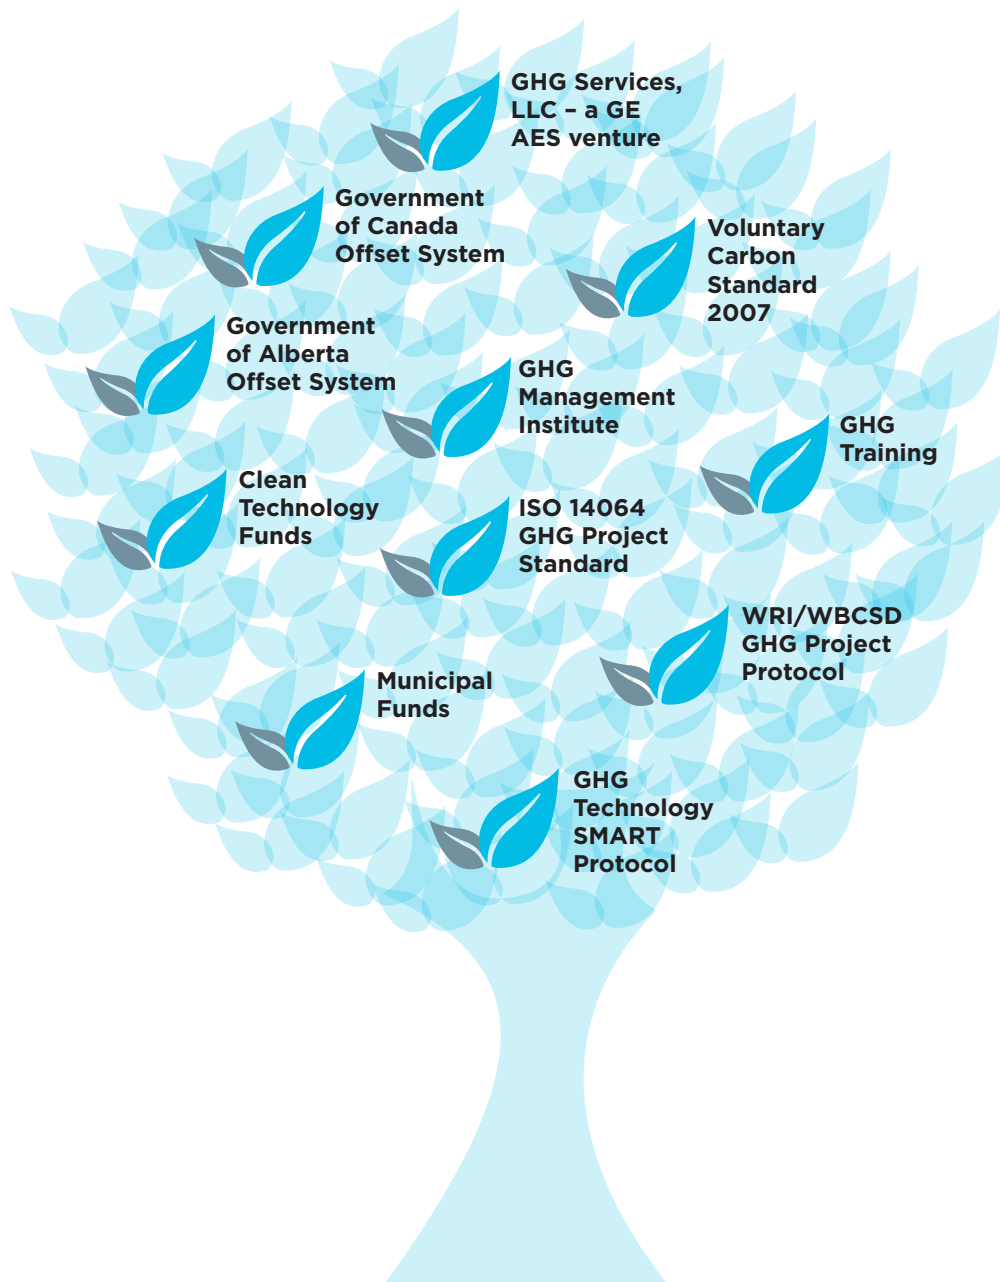 GHG Services,
LLC – a GE
AES venture
Government
of Canada
Offset System
Voluntary
Carbon
Standard
2007
Government
of Alberta
Offset System
GHG
Management
Institute
GHG
Training
Clean
Technology
Funds
ISO 14064
GHG Project
Standard
WRI/WBCSD
GHG Project
Protocol
Municipal
Funds
GHG
Technology
SMART
Protocol